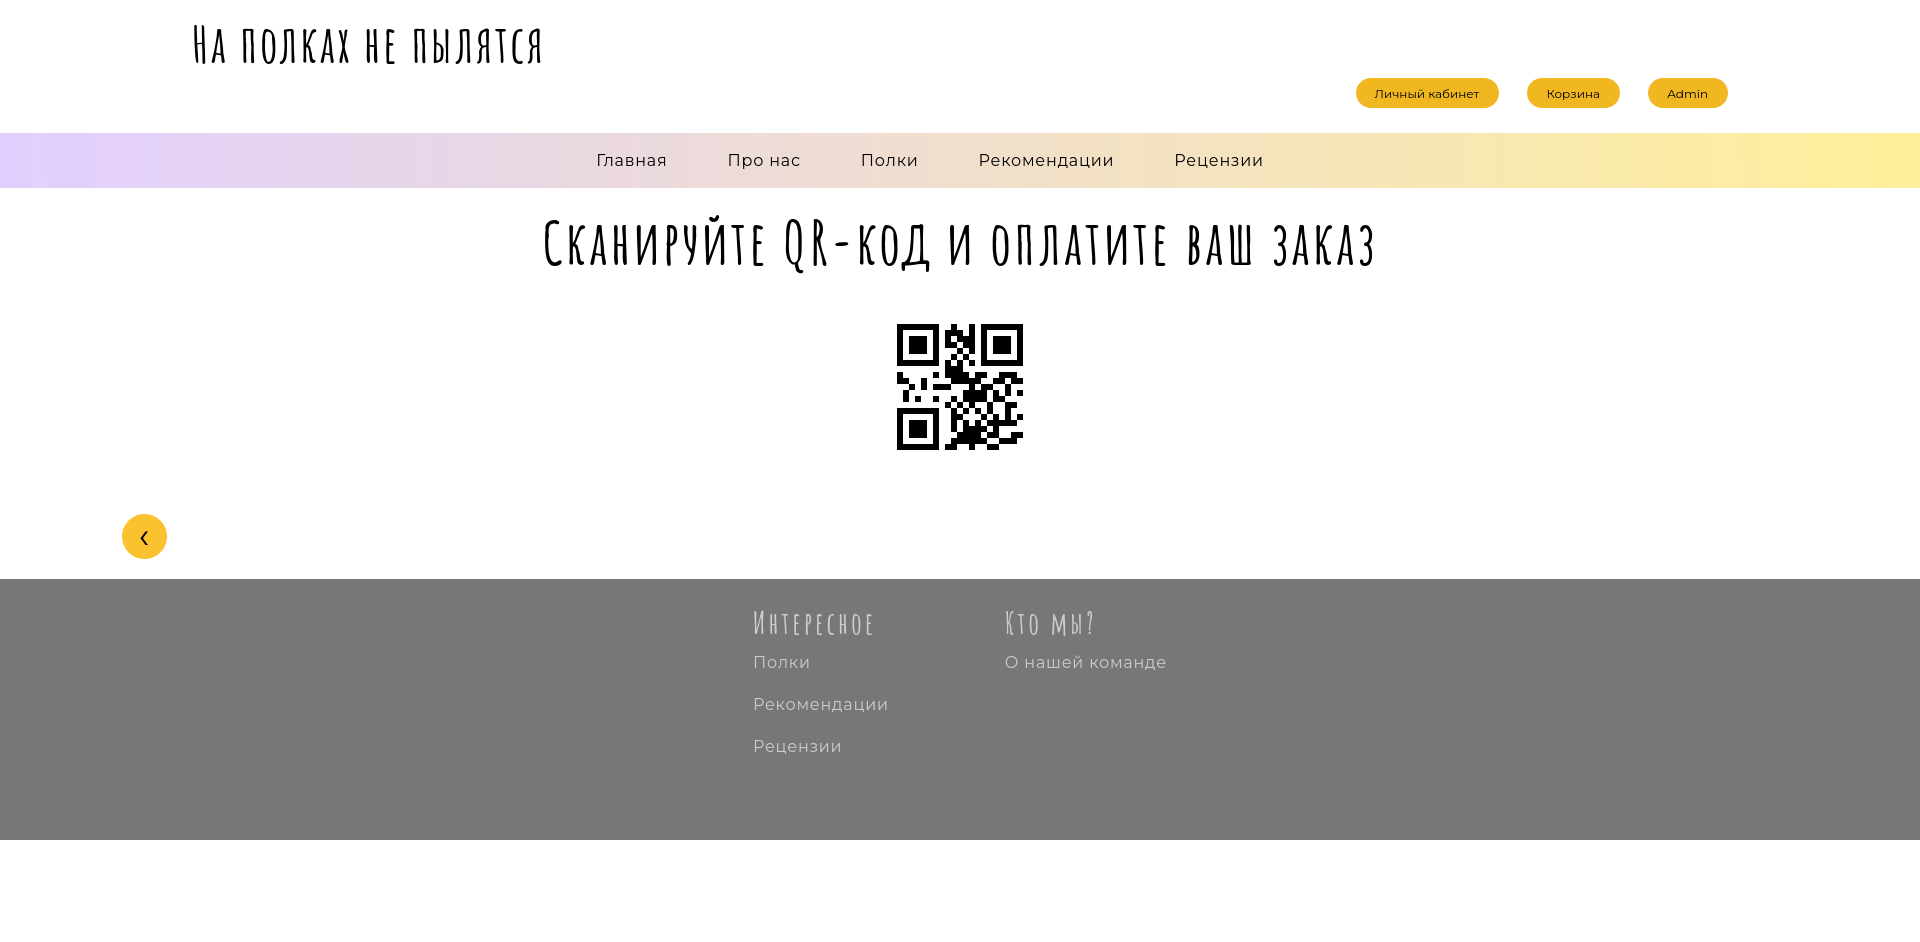 На полках не пылятся
Личный кабинет
Корзина
Admin
Главная
Про нас
Полки
Рекомендации
Рецензии
Сканируйте QR-код и оплатите ваш заказ
‹
Интересное
Полки
Рекомендации
Рецензии
Кто мы?
О нашей команде